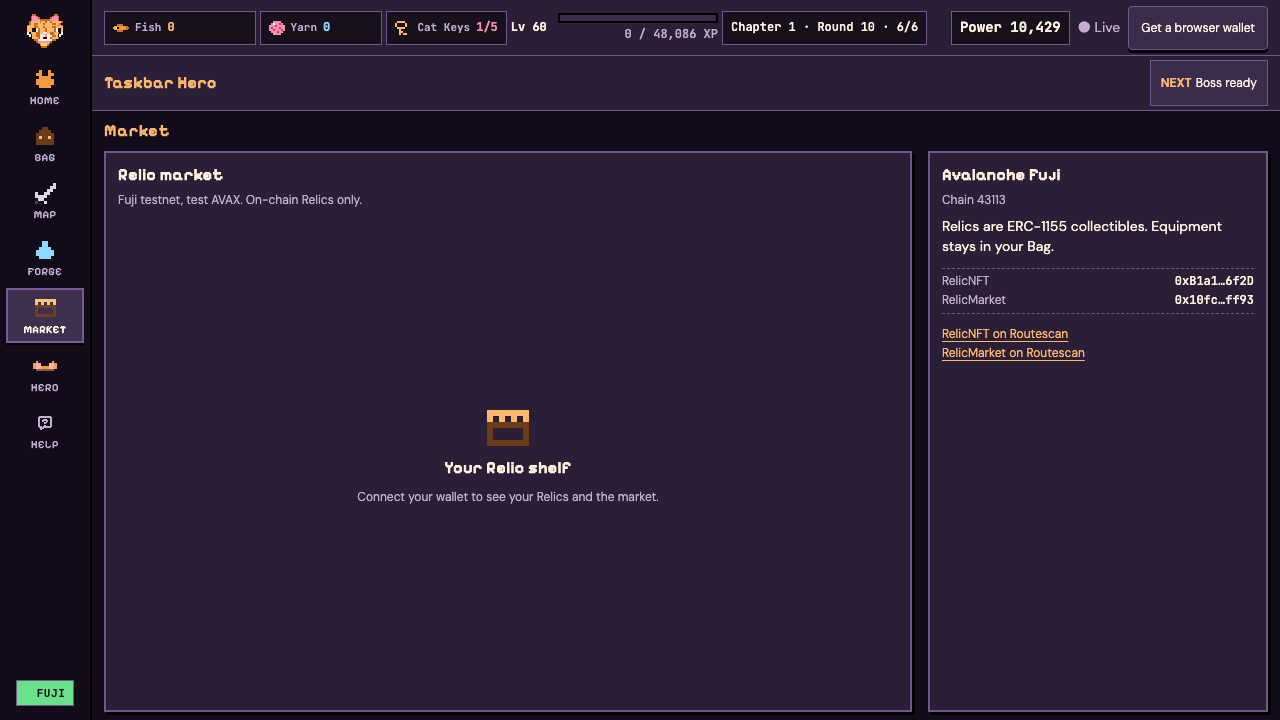 Fish 0
Yarn 0
Cat Keys 1/5
Lv 60
0 / 48,086 XP
Chapter 1 · Round 10 · 6/6
Power 10,429
Live
Get a browser wallet
HOME
BAG
MAP
FORGE
MARKET
HERO
HELP
FUJI
Taskbar Hero
NEXT Boss ready
Market
Relic market
Fuji testnet, test AVAX. On-chain Relics only.
Your Relic shelf
Connect your wallet to see your Relics and the market.
Avalanche Fuji
Chain 43113
Relics are ERC-1155 collectibles. Equipment
stays in your Bag.
RelicNFT 0xB1a1…6f2D
RelicMarket 0x10fc…ff93
RelicNFT on Routescan
RelicMarket on Routescan